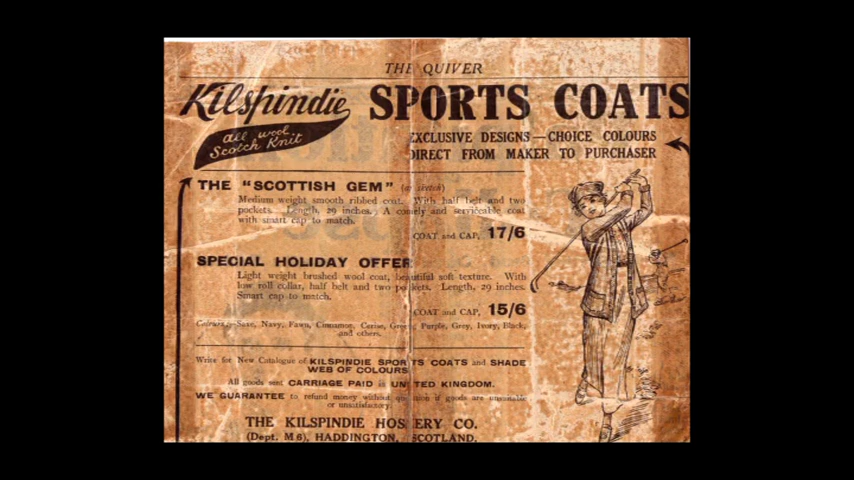 THE QUIVER
Kilspindie SPORTS COATS
all wool
Scotch Knit
EXCLUSIVE DESIGNS—CHOICE COLOURS
DIRECT FROM MAKER TO PURCHASER
THE "SCOTTISH GEM" (as sketch)
Medium weight smooth ribbed coat. With half belt and two
pockets. Length, 29 inches. A comely and serviceable coat
with smart cap to match.
COAT and CAP, 17/6
SPECIAL HOLIDAY OFFER
Light weight brushed wool coat, beautiful soft texture. With
low roll collar, half belt and two pockets. Length, 29 inches.
Smart cap to match.
COAT and CAP, 15/6
Colours—Saxe, Navy, Fawn, Cinnamon, Cerise, Green, Purple, Grey, Ivory, Black,
and others.
Write for New Catalogue of KILSPINDIE SPORTS COATS and SHADE
WEB OF COLOURS
All goods sent CARRIAGE PAID in UNITED KINGDOM.
WE GUARANTEE to refund money without question if goods are unsuitable
or unsatisfactory.
THE KILSPINDIE HOSIERY CO.
(Dept. M6), HADDINGTON, SCOTLAND.